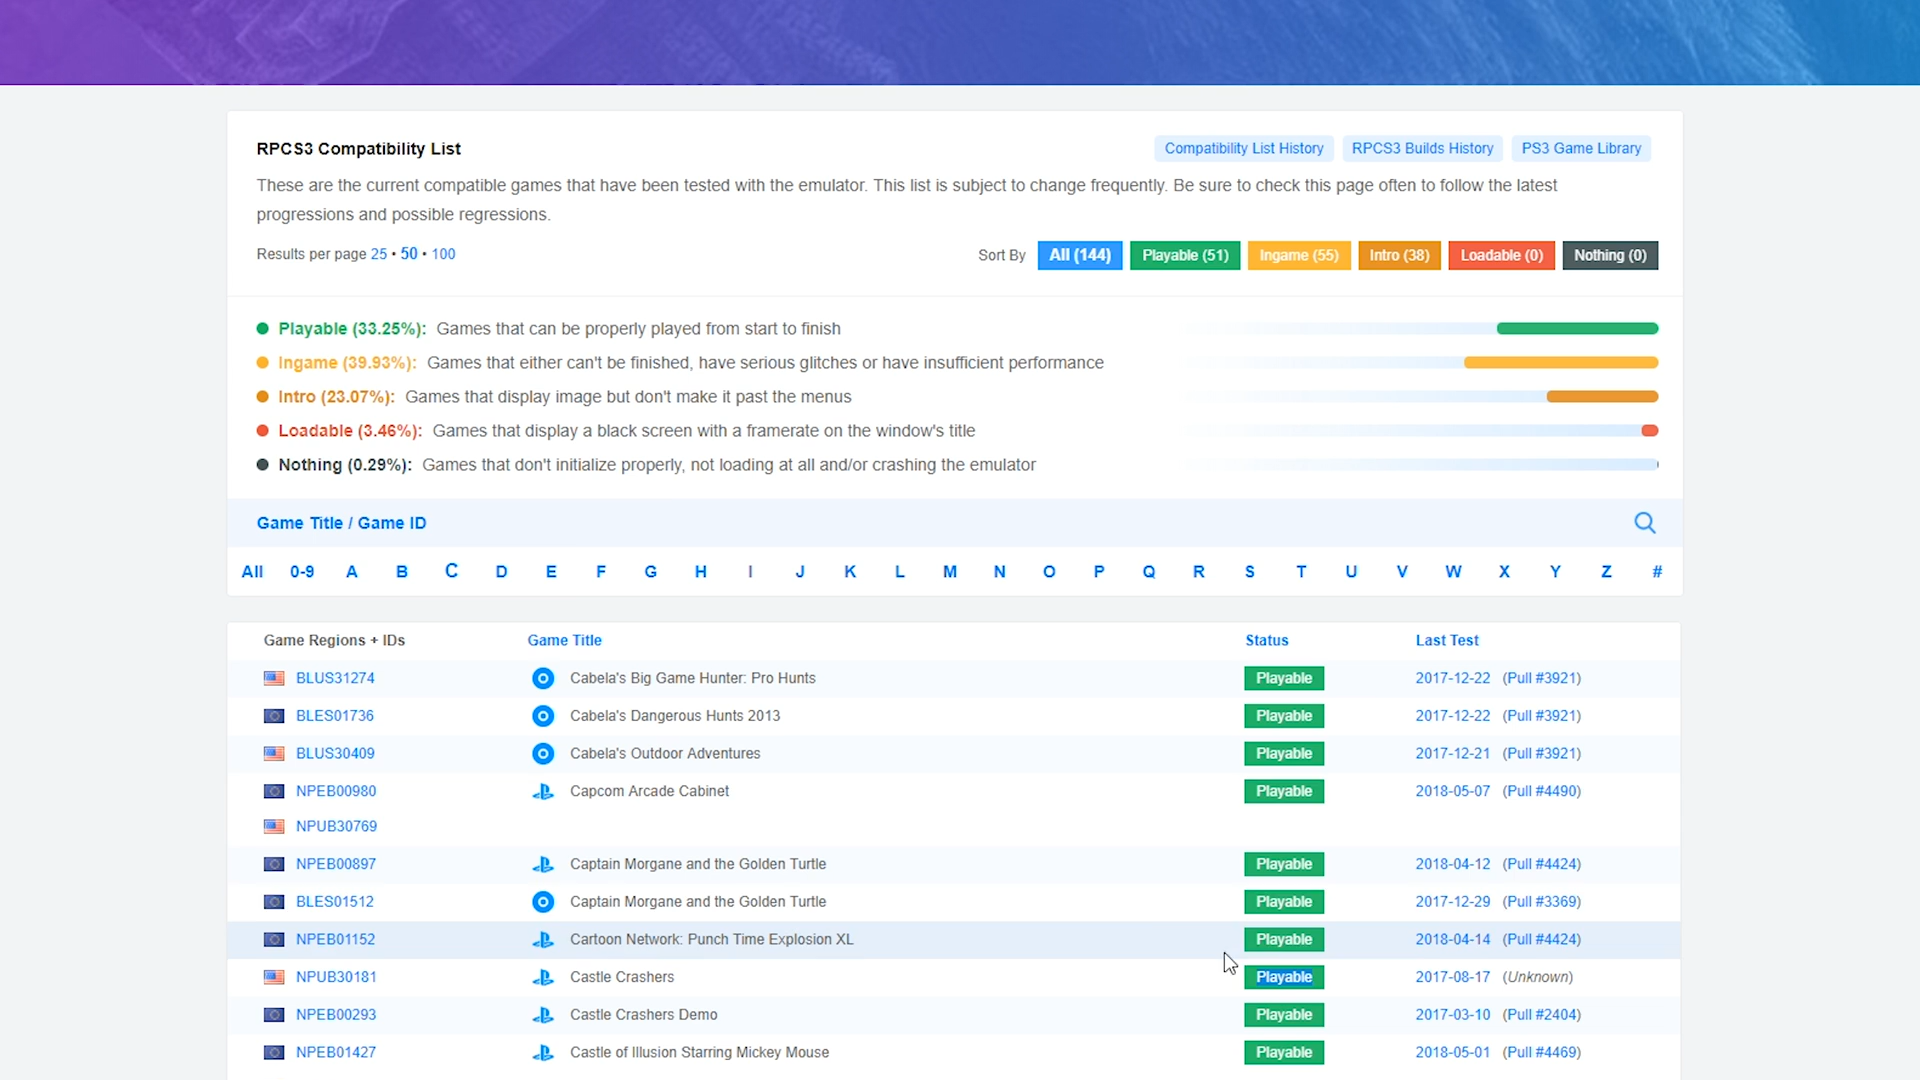 RPCS3 Compatibility List
Compatibility List History RPCS3 Builds History PS3 Game Library
These are the current compatible games that have been tested with the emulator. This list is subject to change frequently. Be sure to check this page often to follow the latest
progressions and possible regressions.
Results per page 25 • 50 • 100
Sort By All (144) Playable (51) Ingame (55) Intro (38) Loadable (0) Nothing (0)
Playable (33.25%): Games that can be properly played from start to finish
Ingame (39.93%): Games that either can't be finished, have serious glitches or have insufficient performance
Intro (23.07%): Games that display image but don't make it past the menus
Loadable (3.46%): Games that display a black screen with a framerate on the window's title
Nothing (0.29%): Games that don't initialize properly, not loading at all and/or crashing the emulator
Game Title / Game ID
All 0-9 A B C D E F G H I J K L M N O P Q R S T U V W X Y Z #
Game Regions + IDs Game Title Status Last Test
BLUS31274 Cabela's Big Game Hunter: Pro Hunts Playable 2017-12-22 (Pull #3921)
BLES01736 Cabela's Dangerous Hunts 2013 Playable 2017-12-22 (Pull #3921)
BLUS30409 Cabela's Outdoor Adventures Playable 2017-12-21 (Pull #3921)
NPEB00980 Capcom Arcade Cabinet Playable 2018-05-07 (Pull #4490)
NPUB30769
NPEB00897 Captain Morgane and the Golden Turtle Playable 2018-04-12 (Pull #4424)
BLES01512 Captain Morgane and the Golden Turtle Playable 2017-12-29 (Pull #3369)
NPEB01152 Cartoon Network: Punch Time Explosion XL Playable 2018-04-14 (Pull #4424)
NPUB30181 Castle Crashers Playable 2017-08-17 (Unknown)
NPEB00293 Castle Crashers Demo Playable 2017-03-10 (Pull #2404)
NPEB01427 Castle of Illusion Starring Mickey Mouse Playable 2018-05-01 (Pull #4469)